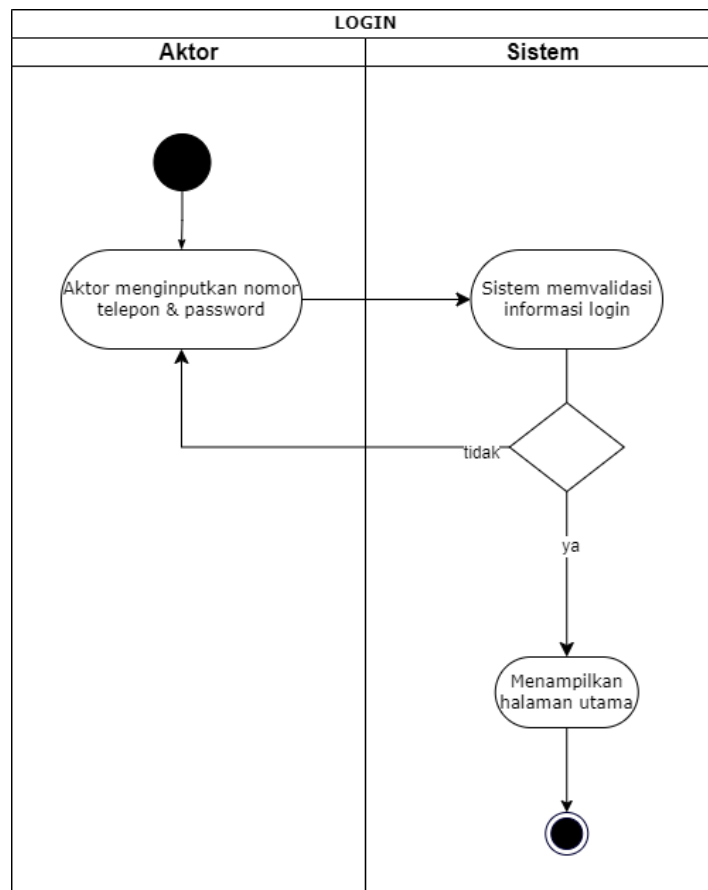 LOGIN
Aktor
Sistem
Aktor menginputkan nomor
telepon & password
Sistem memvalidasi
informasi login
tidak
ya
Menampilkan
halaman utama